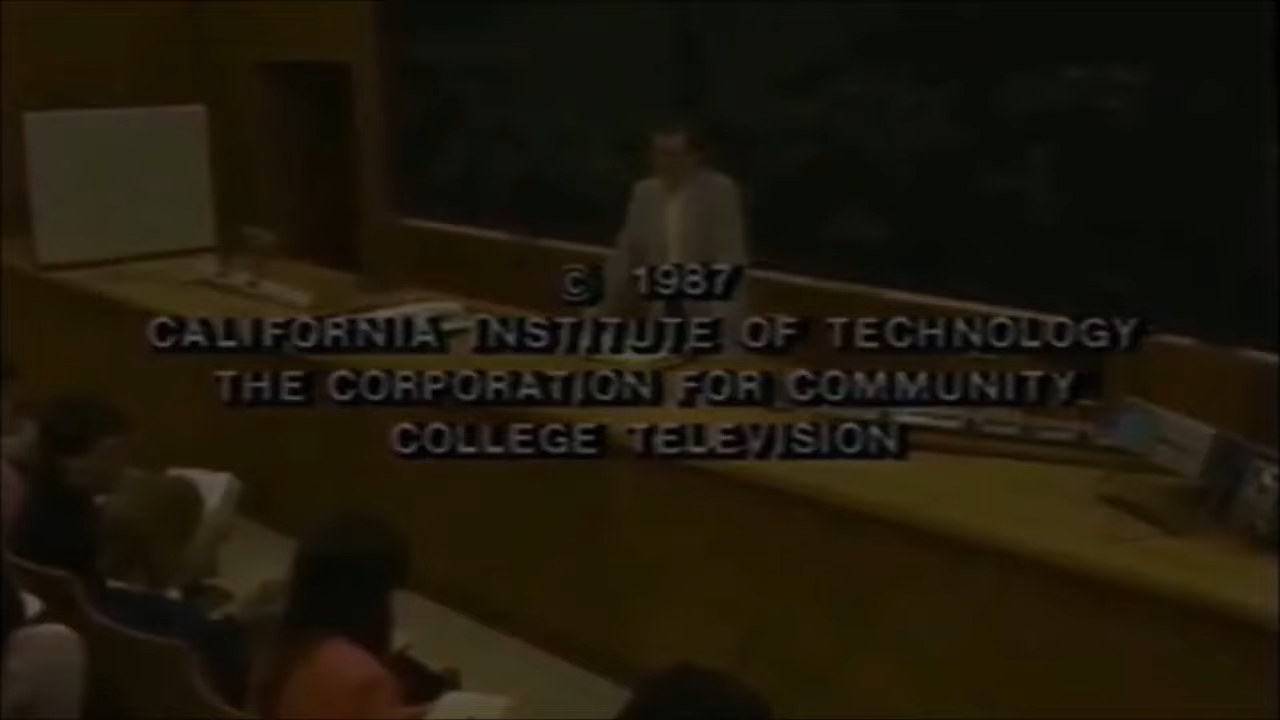 © 1987
CALIFORNIA INSTITUTE OF TECHNOLOGY
THE CORPORATION FOR COMMUNITY
COLLEGE TELEVISION